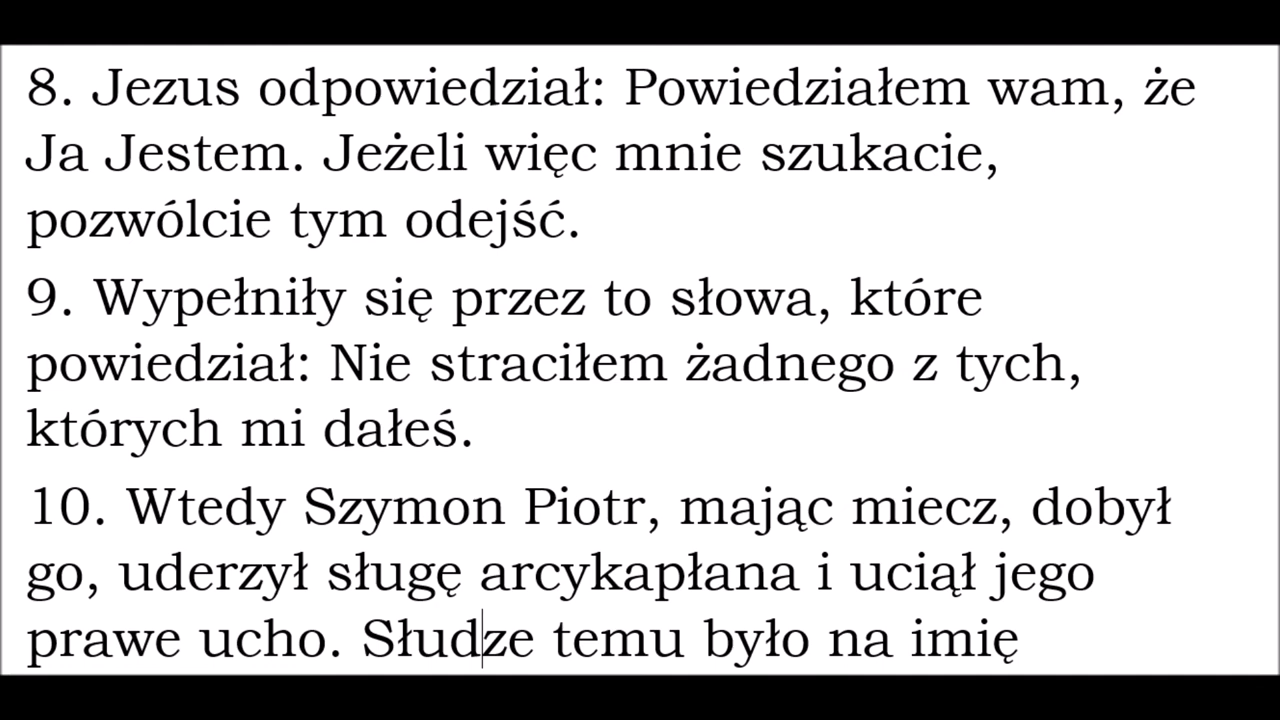 8. Jezus odpowiedział: Powiedziałem wam, że
Ja Jestem. Jeżeli więc mnie szukacie,
pozwólcie tym odejść.
9. Wypełniły się przez to słowa, które
powiedział: Nie straciłem żadnego z tych,
których mi dałeś.
10. Wtedy Szymon Piotr, mając miecz, dobył
go, uderzył sługę arcykapłana i uciął jego
prawe ucho. Słudze temu było na imię